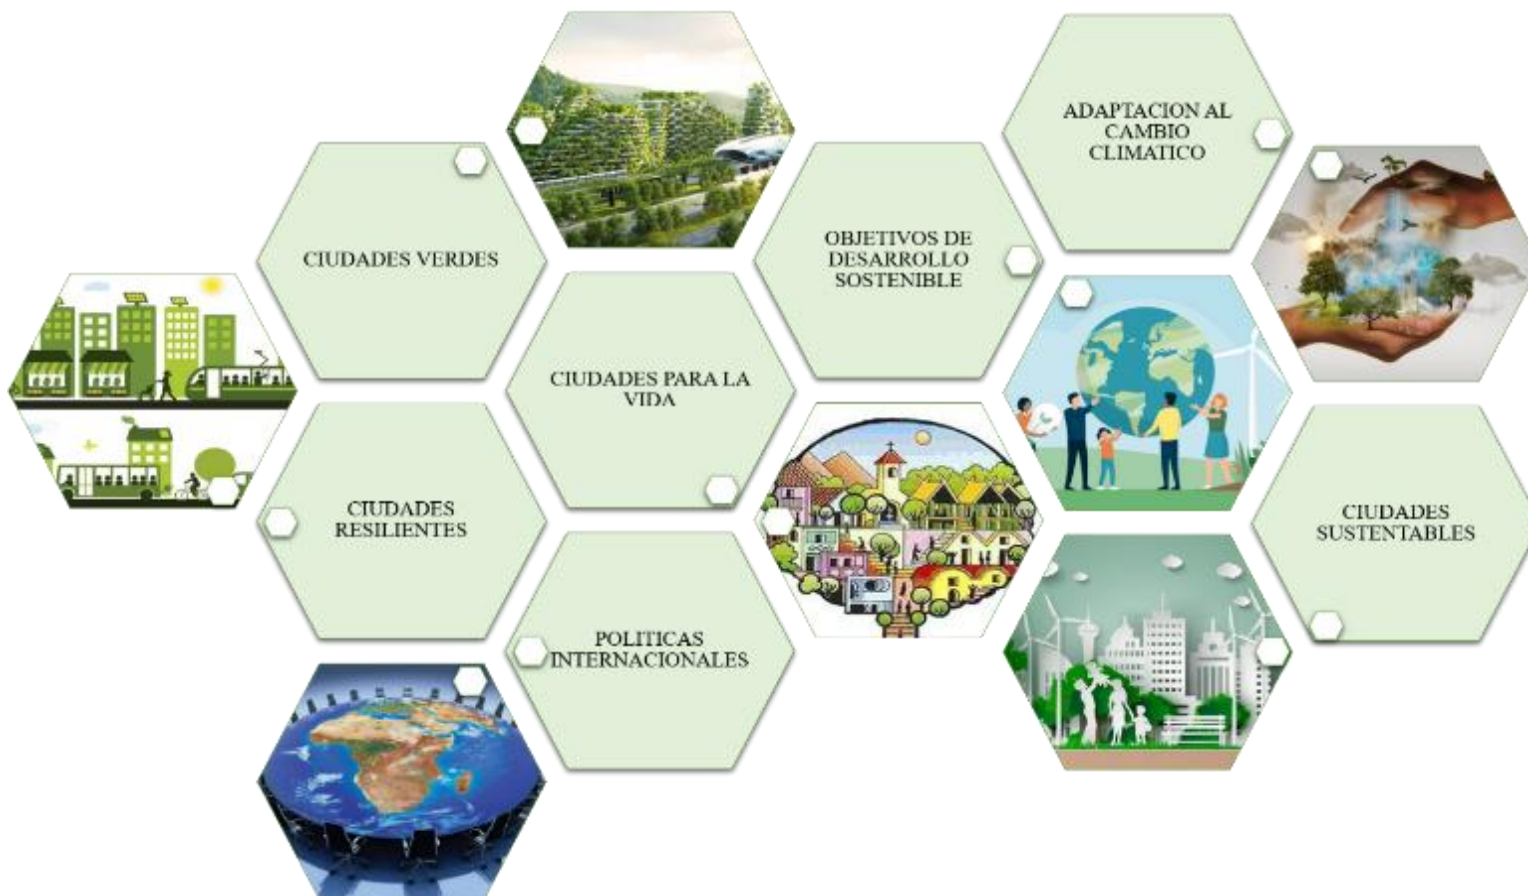 ADAPTACION AL
CAMBIO
CLIMATICO
CIUDADES VERDES
OBJETIVOS DE
DESARROLLO
SOSTENIBLE
CIUDADES PARA LA
VIDA
CIUDADES
RESILIENTES
CIUDADES
SUSTENTABLES
POLITICAS
INTERNACIONALES